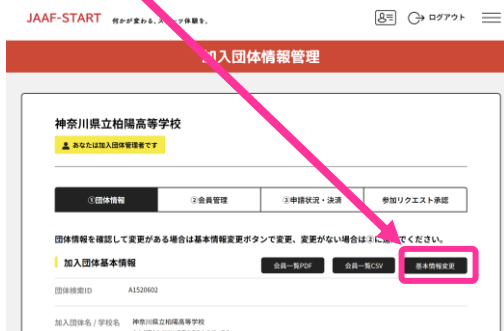 JAAF-START 何かが変わる、スポーツ体験を。 ログアウト
加入団体情報管理
神奈川県立柏陽高等学校
あなたは加入団体管理者です
①団体情報 ②会員管理 ③申請状況・決済 参加リクエスト承認
団体情報を確認して変更がある場合は基本情報変更ボタンで変更、変更がない場合は②に でください。
加入団体基本情報 会員一覧PDF 会員一覧CSV 基本情報変更
団体検索ID A1520602
加入団体名 / 学校名 神奈川県立柏陽高等学校